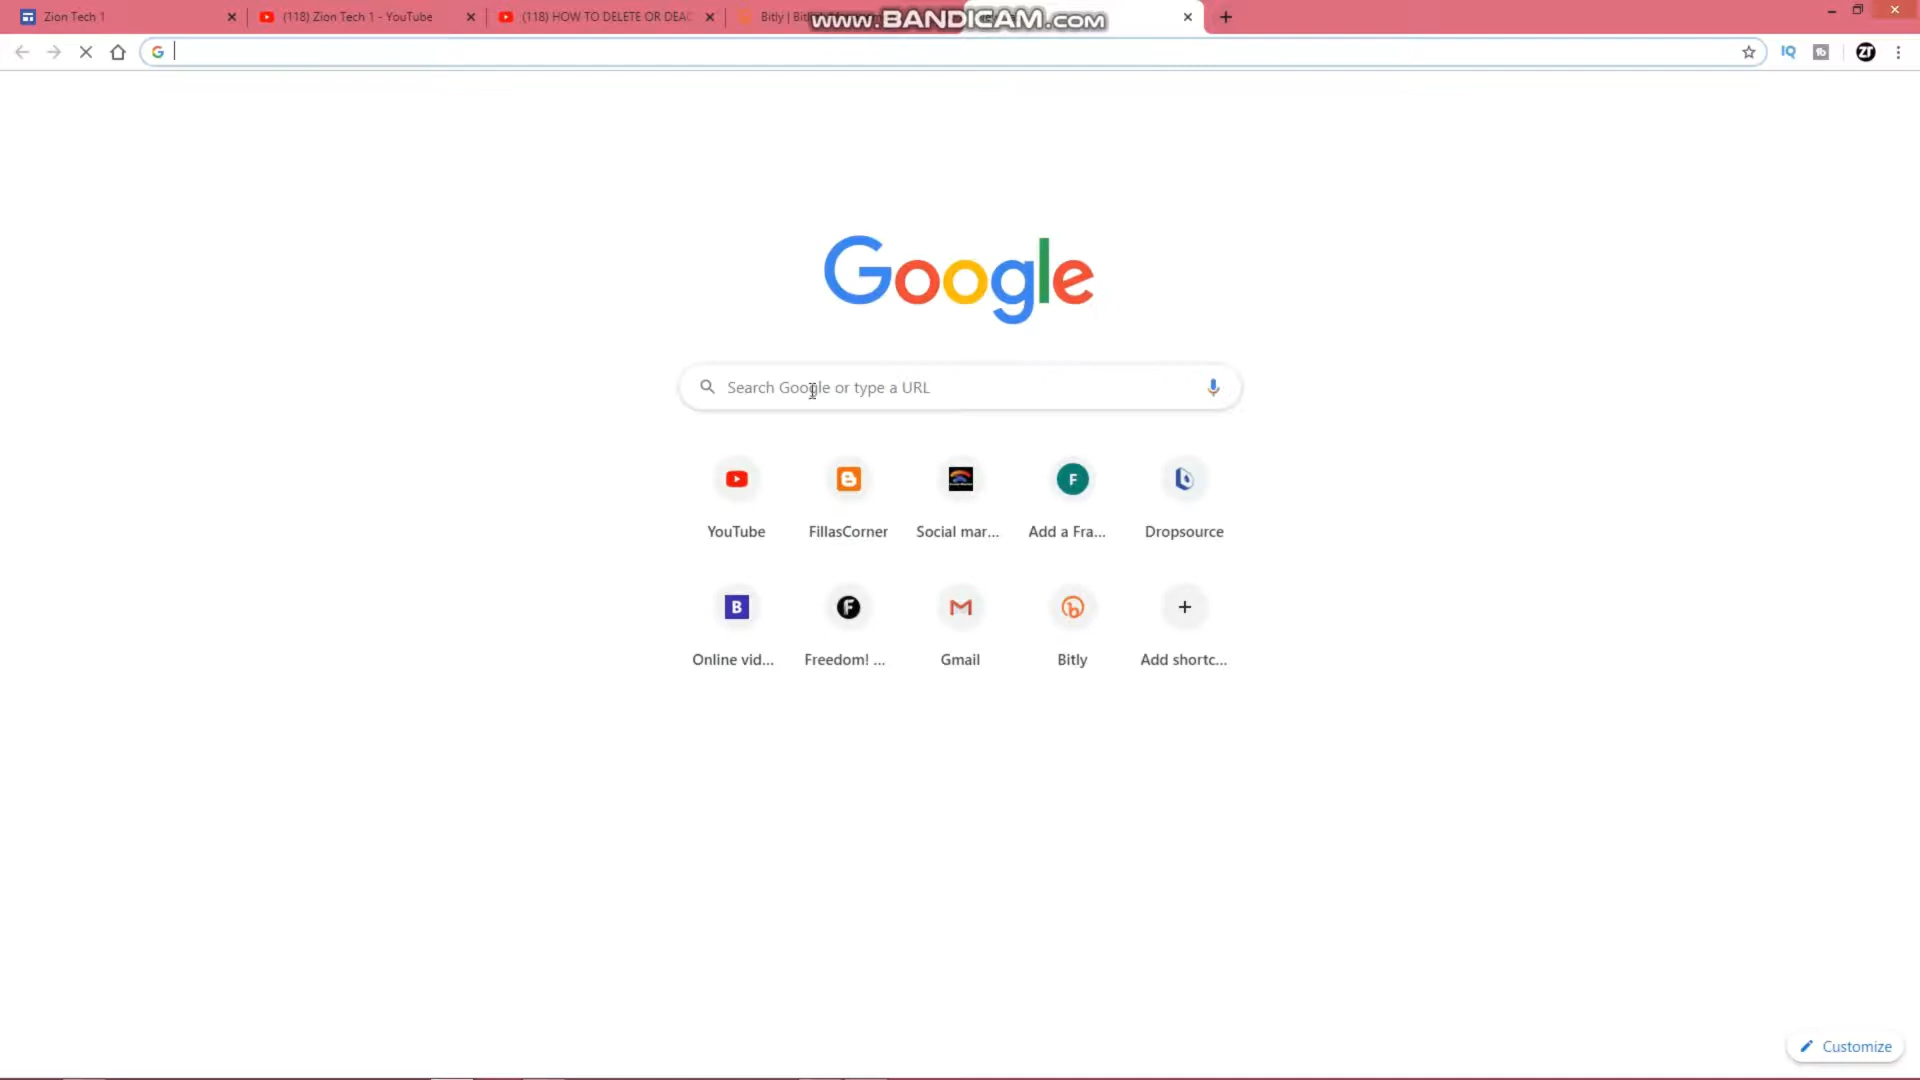 Zion Tech 1
(118) Zion Tech 1 - YouTube
(118) HOW TO DELETE OR DEAC
Bitly | Bit
www.BANDICAM.com
IQ
Google
Search Google or type a URL
YouTube
FillasCorner
Social mar...
F
Add a Fra...
Dropsource
B
Online vid...
F
Freedom! ...
Gmail
Bitly
Add shortc...
Customize